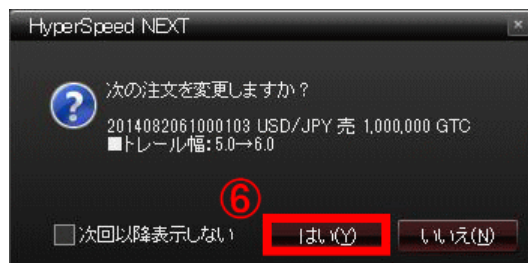 HyperSpeed NEXT
次の注文を変更しますか?
2014082061000103 USD/JPY 売 1,000,000 GTC
■トレール幅:5.0→6.0
⑥
次回以降表示しない はい(Y) いいえ(N)